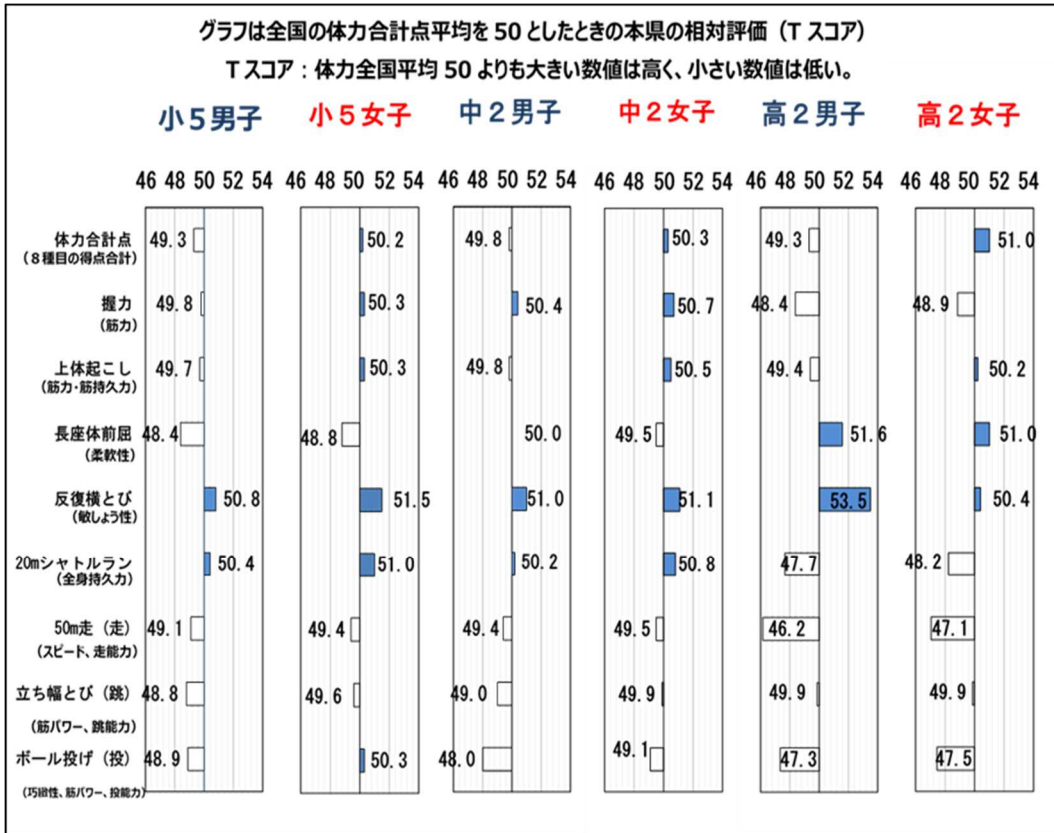 グラフは全国の体力合計点平均を 50 としたときの本県の相対評価（T スコア）
T スコア：体力全国平均 50 よりも大きい数値は高く、小さい数値は低い。
小５男子 小５女子 中２男子 中２女子 高２男子 高２女子
46 48 50 52 54 46 48 50 52 54 46 48 50 52 54 46 48 50 52 54 46 48 50 52 54 46 48 50 52 54
体力合計点 49.3 50.2 49.8 50.3 49.3 51.0
（８種目の得点合計）
握力 49.8 50.3 50.4 50.7 48.4 48.9
（筋力）
上体起こし 49.7 50.3 49.8 50.5 49.4 50.2
（筋力・筋持久力）
長座体前屈 48.4 48.8 50.0 49.5 51.6 51.0
（柔軟性）
反復横とび 50.8 51.5 51.0 51.1 53.5 50.4
（敏しょう性）
20mシャトルラン 50.4 51.0 50.2 50.8 47.7 48.2
（全身持久力）
50m走（走） 49.1 49.4 49.4 49.5 46.2 47.1
（スピード、走能力）
立ち幅とび（跳） 48.8 49.6 49.0 49.9 49.9 49.9
（筋パワー、跳能力）
ボール投げ（投） 48.9 50.3 48.0 49.1 47.3 47.5
（巧緻性、筋パワー、投能力）